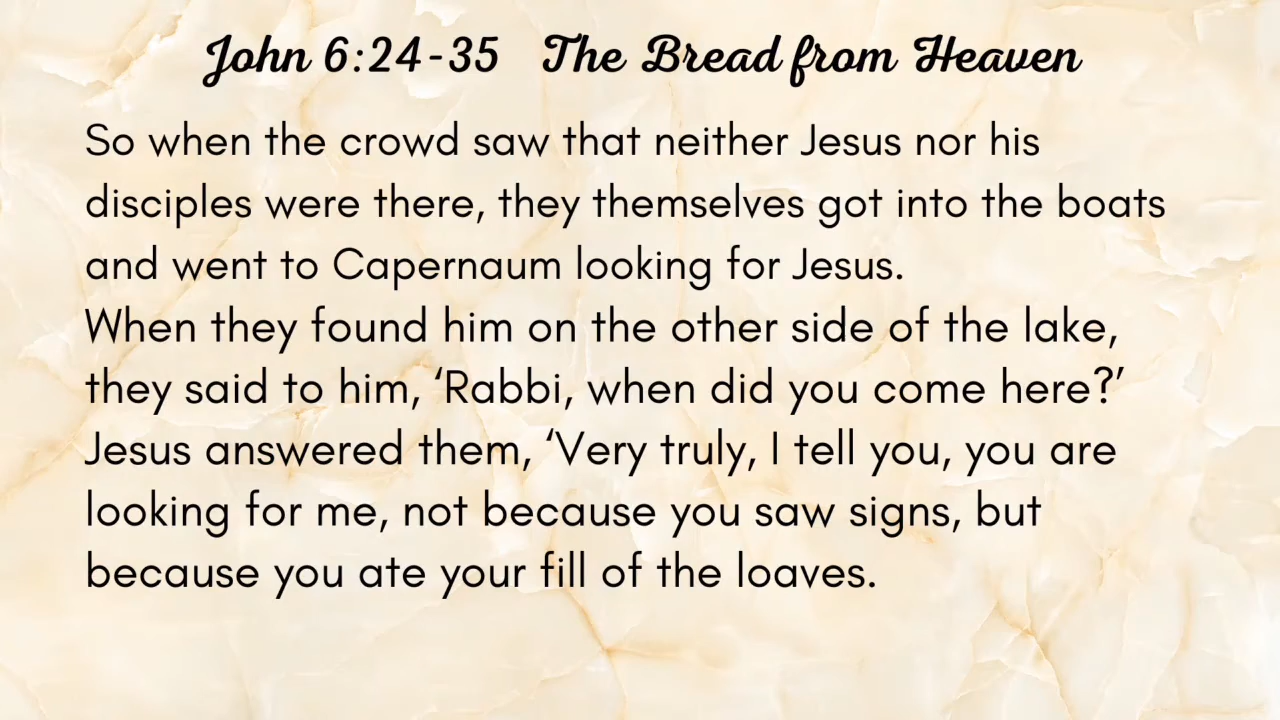 John 6:24-35 The Bread from Heaven
So when the crowd saw that neither Jesus nor his
disciples were there, they themselves got into the boats
and went to Capernaum looking for Jesus.
When they found him on the other side of the lake,
they said to him, ‘Rabbi, when did you come here?’
Jesus answered them, ‘Very truly, I tell you, you are
looking for me, not because you saw signs, but
because you ate your fill of the loaves.